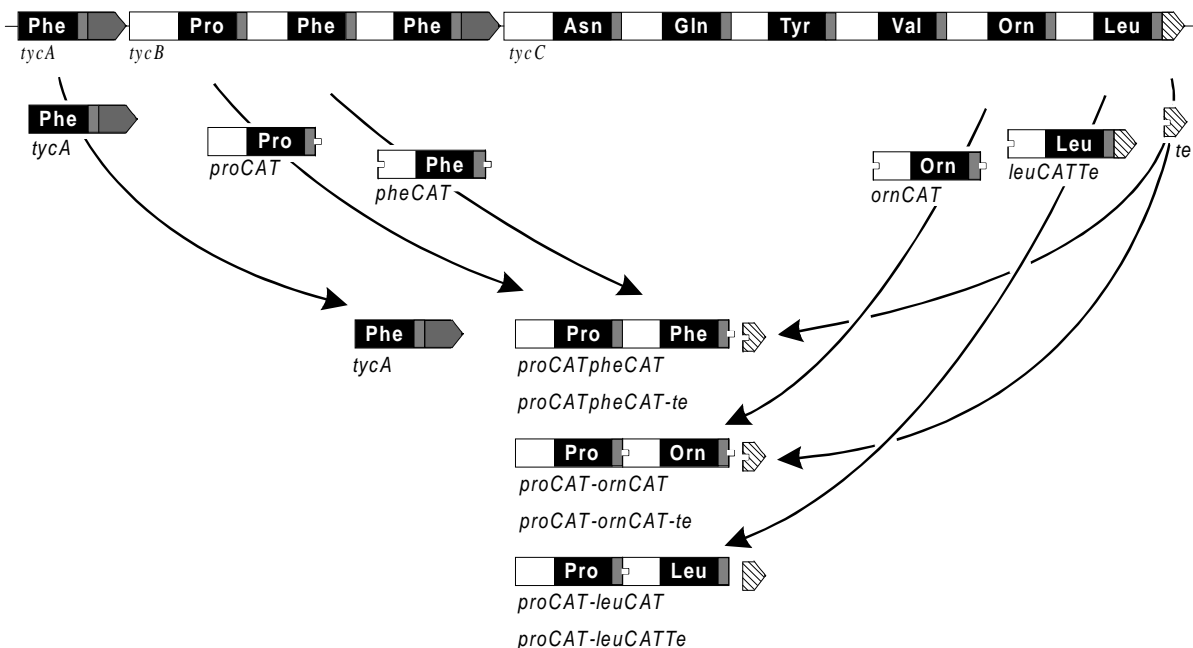 Phe Pro Phe Phe Asn Gln Tyr Val Orn Leu
tycA tycB tycC
Phe Pro Phe Orn Leu
tycA proCAT pheCAT ornCAT leuCATTe te
Phe Pro Phe
tycA proCATpheCAT
proCATpheCAT-te
Pro Orn
proCAT-ornCAT
proCAT-ornCAT-te
Pro Leu
proCAT-leuCAT
proCAT-leuCATTe